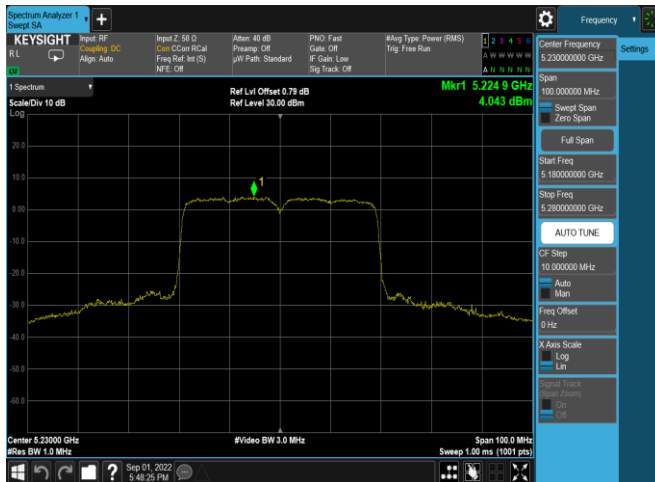 Spectrum Analyzer 1
Swept SA
Frequency
KEYSIGHT
RL
LU
Input: RF
Coupling: DC
Align: Auto
Input Z: 50 Ω
Corr CCorr RCal
Freq Ref: Int (S)
NFE: Off
Atten: 40 dB
Preamp: Off
µW Path: Standard
PNO: Fast
Gate: Off
IF Gain: Low
Sig Track: Off
#Avg Type: Power (RMS)
Trig: Free Run
1 2 3 4 5 6
A W W W W W
A N N N N N
1 Spectrum
Scale/Div 10 dB
Log
Ref Lvl Offset 0.79 dB
Ref Level 30.00 dBm
Mkr1 5.224 9 GHz
4.043 dBm
20.0
10.0
0.00
-10.0
-20.0
-30.0
-40.0
-50.0
-60.0
1
Center 5.23000 GHz
#Res BW 1.0 MHz
#Video BW 3.0 MHz
Span 100.0 MHz
Sweep 1.00 ms (1001 pts)
Sep 01, 2022
5:48:25 PM
Settings
Center Frequency
5.230000000 GHz
Span
100.000000 MHz
Swept Span
Zero Span
Full Span
Start Freq
5.180000000 GHz
Stop Freq
5.280000000 GHz
AUTO TUNE
CF Step
10.000000 MHz
Auto
Man
Freq Offset
0 Hz
X Axis Scale
Log
Lin
Signal Track
(Span Zoom)
On
Off